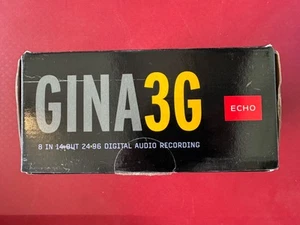 GINA3G
ECHO
8 IN 14 OUT 24•96 DIGITAL AUDIO RECORDING